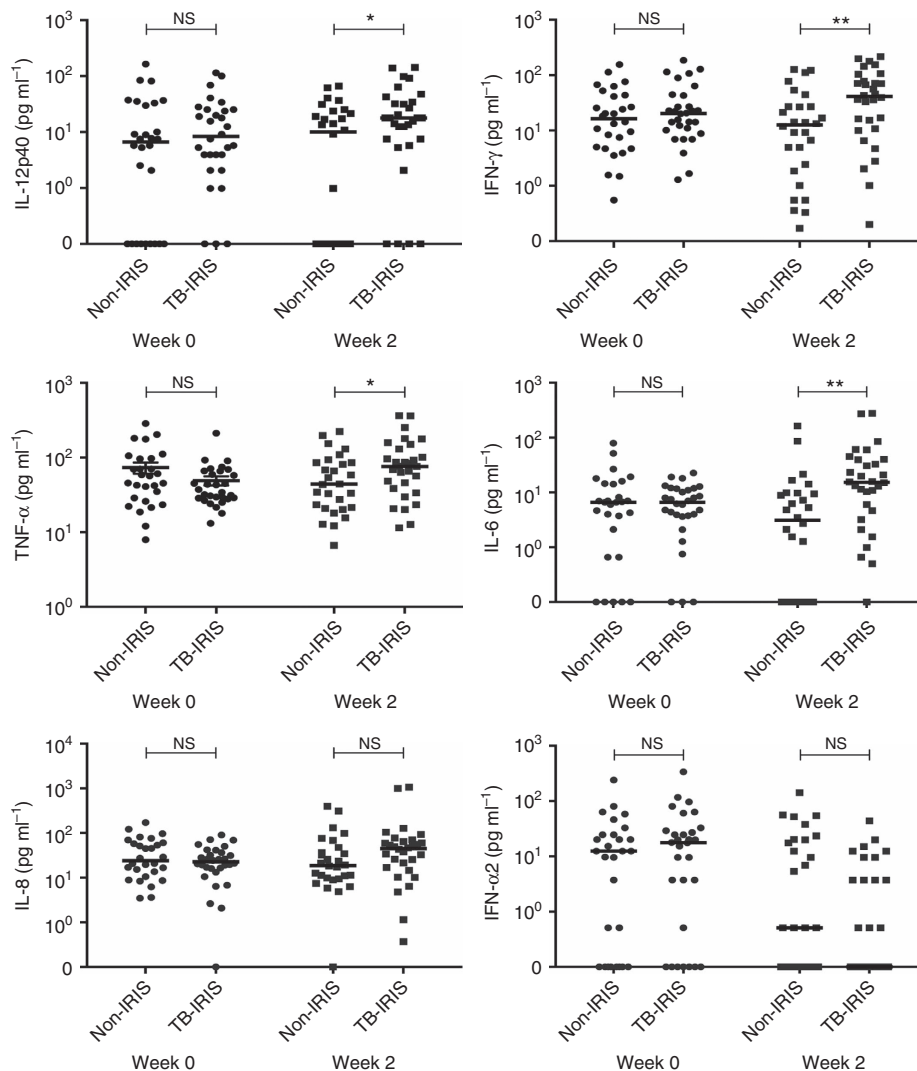 NS
*
10³
10²
10¹
10⁰
0
IL-12p40 (pg ml⁻¹)
Non-IRIS
TB-IRIS
Non-IRIS
TB-IRIS
Week 0
Week 2
NS
**
10³
10²
10¹
10⁰
0
IFN-γ (pg ml⁻¹)
Non-IRIS
TB-IRIS
Non-IRIS
TB-IRIS
Week 0
Week 2
NS
*
10³
10²
10¹
10⁰
TNF-α (pg ml⁻¹)
Non-IRIS
TB-IRIS
Non-IRIS
TB-IRIS
Week 0
Week 2
NS
**
10³
10²
10¹
10⁰
0
IL-6 (pg ml⁻¹)
Non-IRIS
TB-IRIS
Non-IRIS
TB-IRIS
Week 0
Week 2
NS
NS
10⁴
10³
10²
10¹
10⁰
0
IL-8 (pg ml⁻¹)
Non-IRIS
TB-IRIS
Non-IRIS
TB-IRIS
Week 0
Week 2
NS
NS
10³
10²
10¹
10⁰
0
IFN-α2 (pg ml⁻¹)
Non-IRIS
TB-IRIS
Non-IRIS
TB-IRIS
Week 0
Week 2